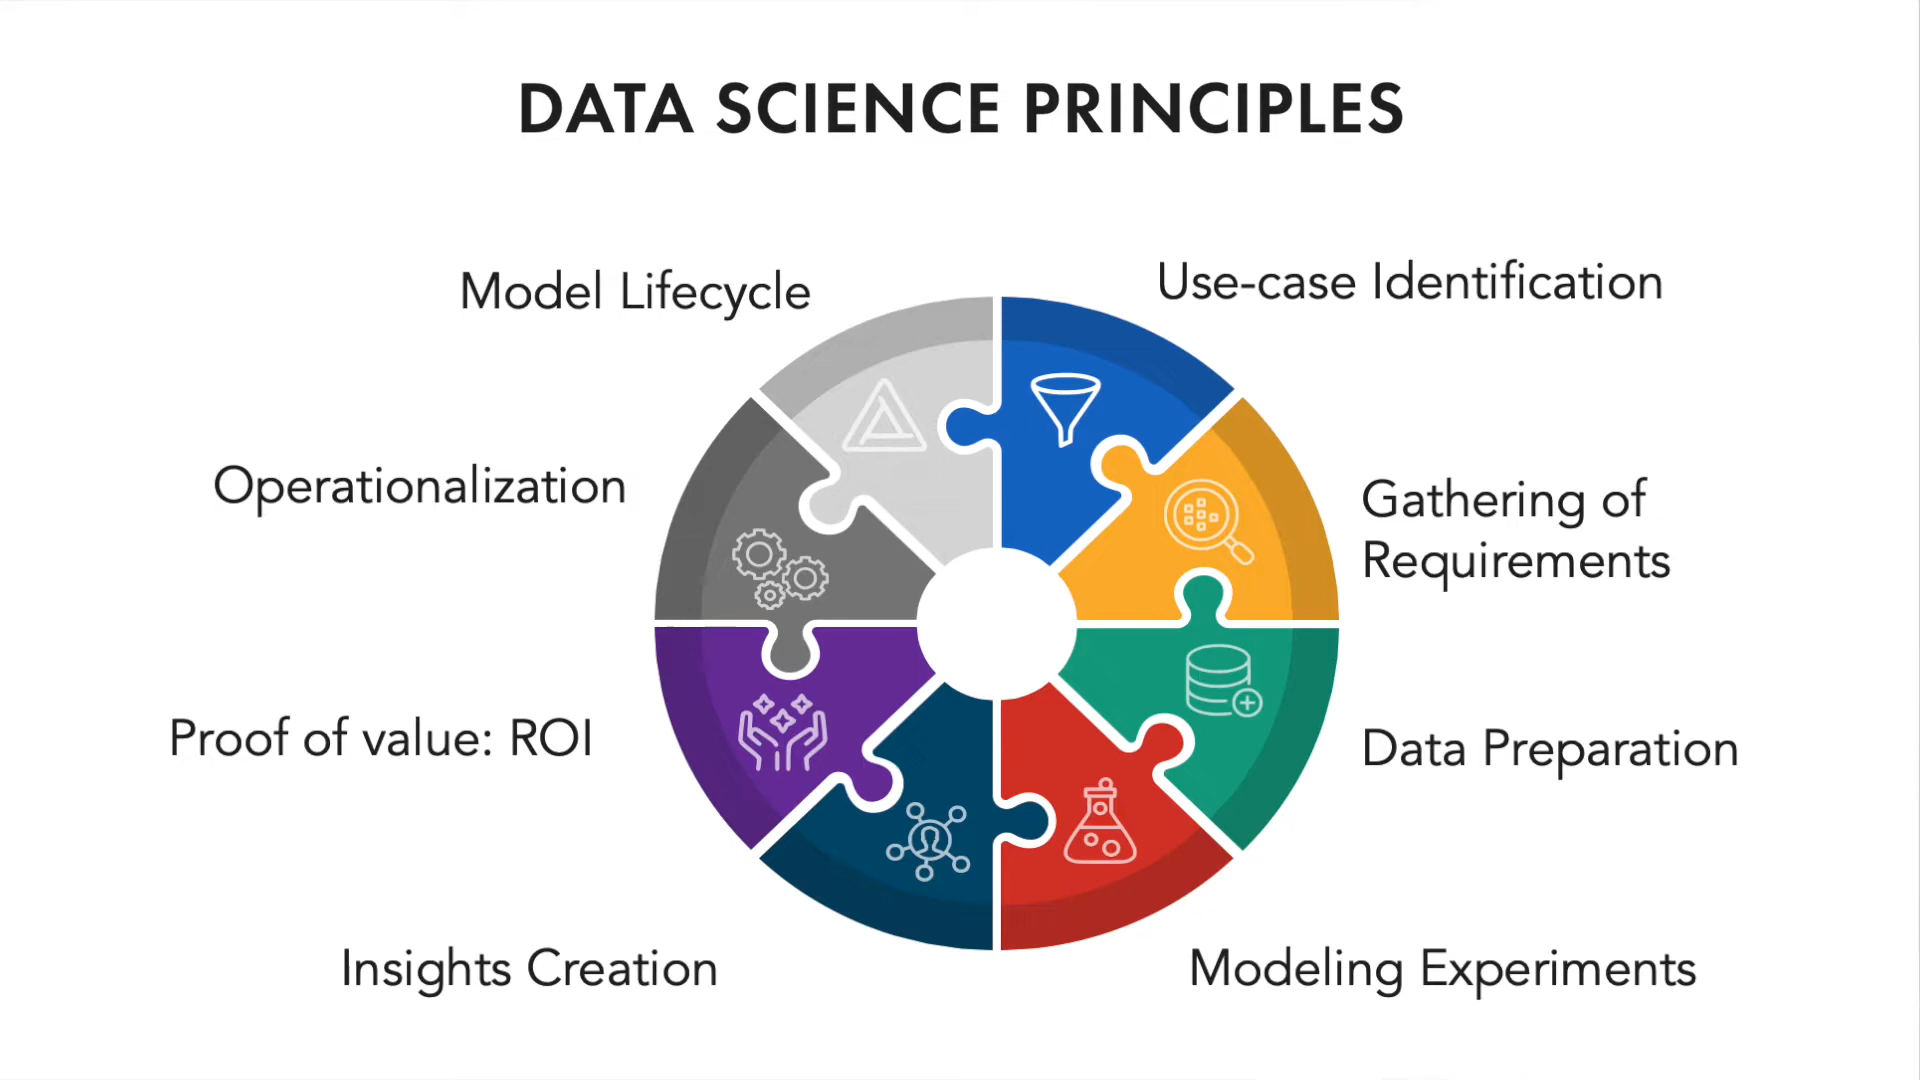 DATA SCIENCE PRINCIPLES
Model Lifecycle
Use-case Identification
Operationalization
Gathering of
Requirements
Proof of value: ROI
Data Preparation
Insights Creation
Modeling Experiments